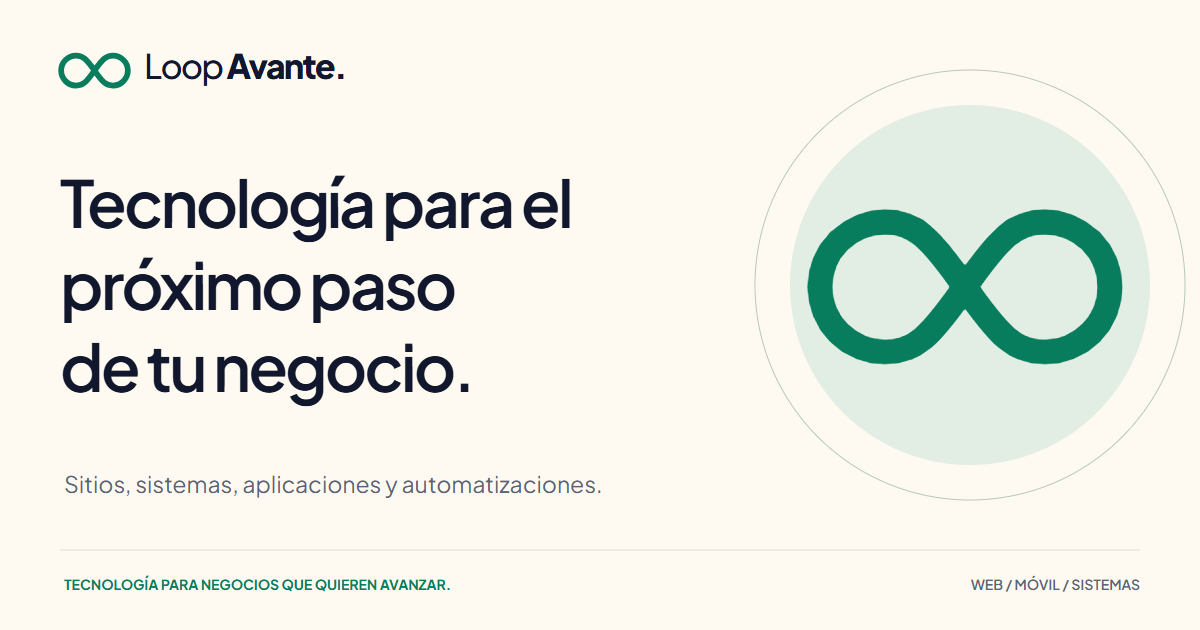 Loop Avante.
Tecnología para el
próximo paso
de tu negocio.
Sitios, sistemas, aplicaciones y automatizaciones.
TECNOLOGÍA PARA NEGOCIOS QUE QUIEREN AVANZAR.
WEB / MÓVIL / SISTEMAS